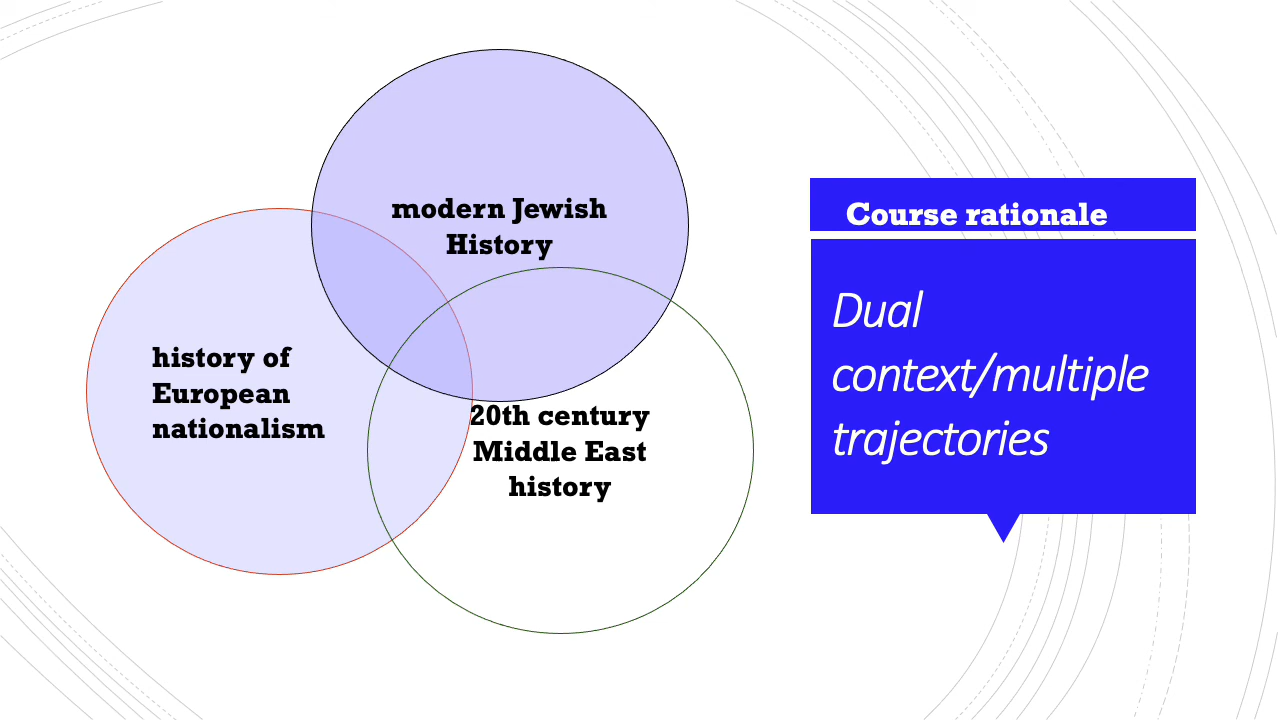 modern Jewish
History
history of
European
nationalism
20th century
Middle East
history
Course rationale
Dual
context/multiple
trajectories